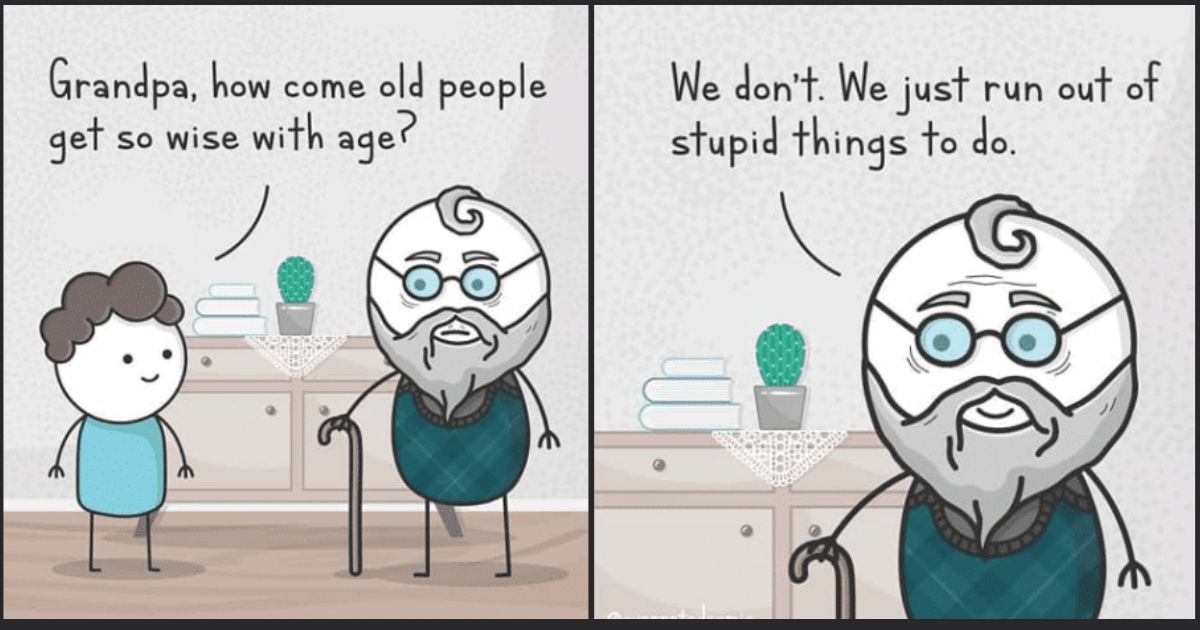 Grandpa, how come old people
get so wise with age?
We don't. We just run out of
stupid things to do.